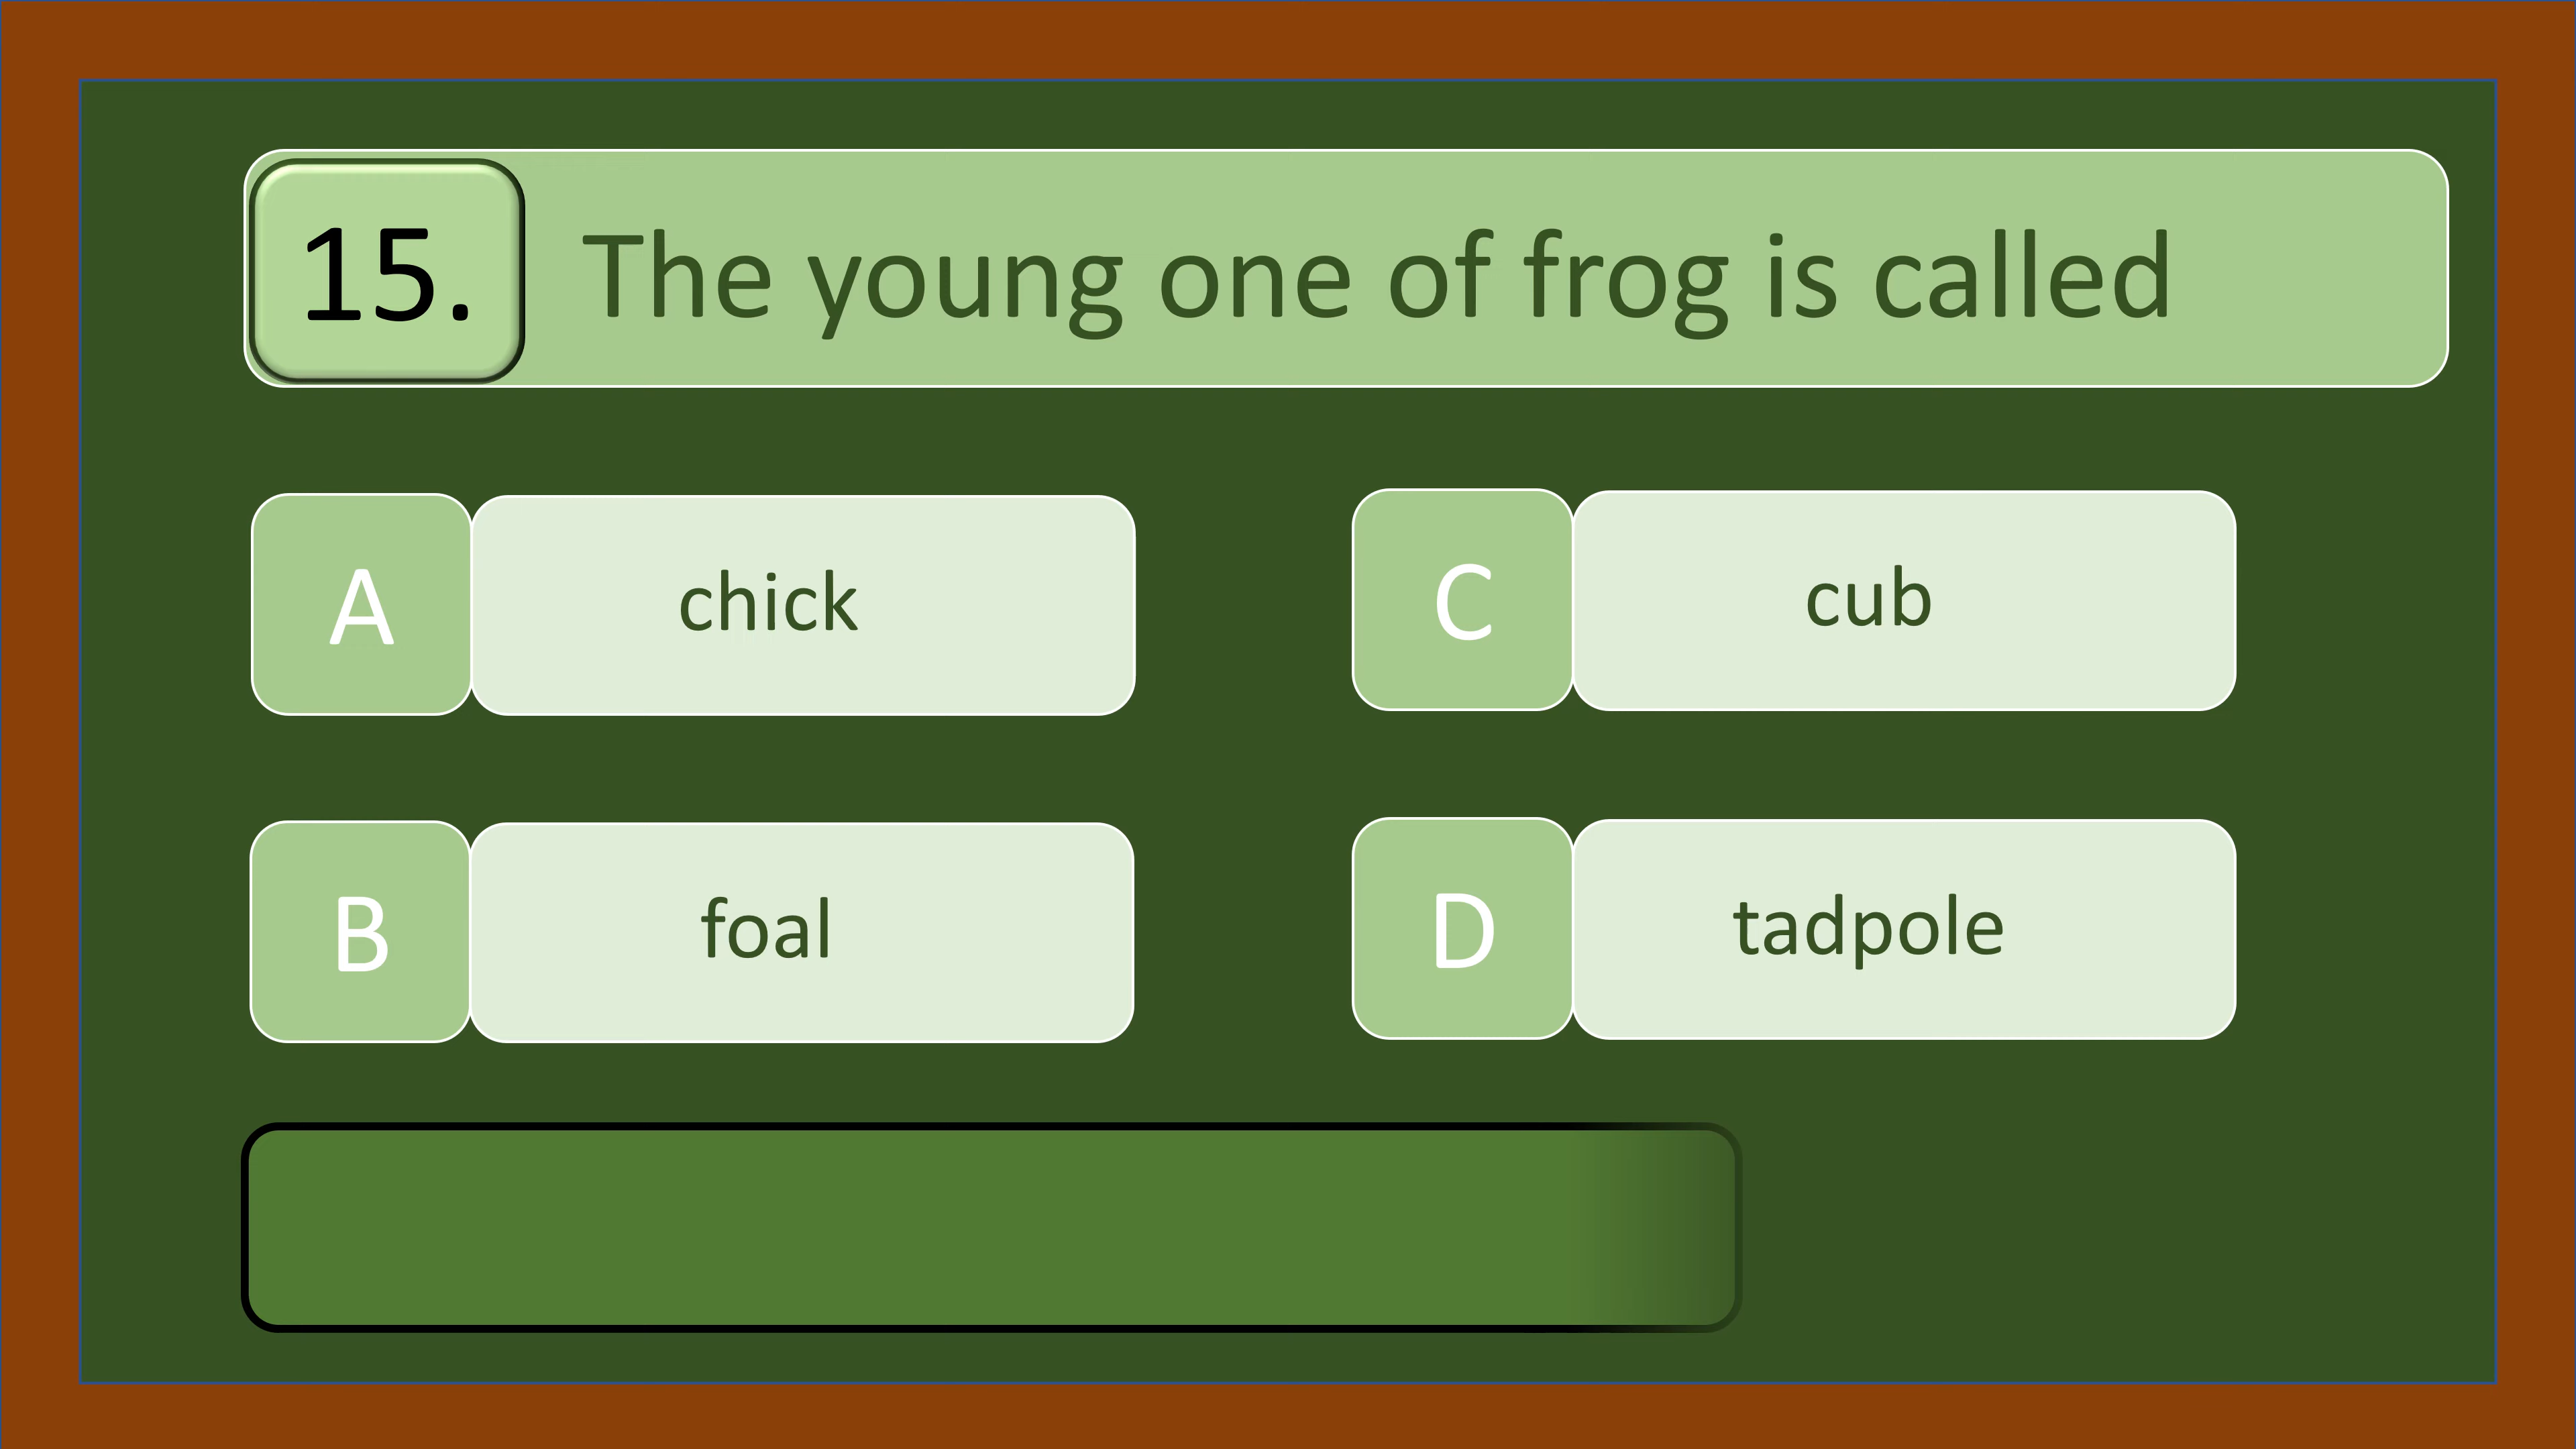 15. The young one of frog is called
A chick
C cub
B foal
D tadpole